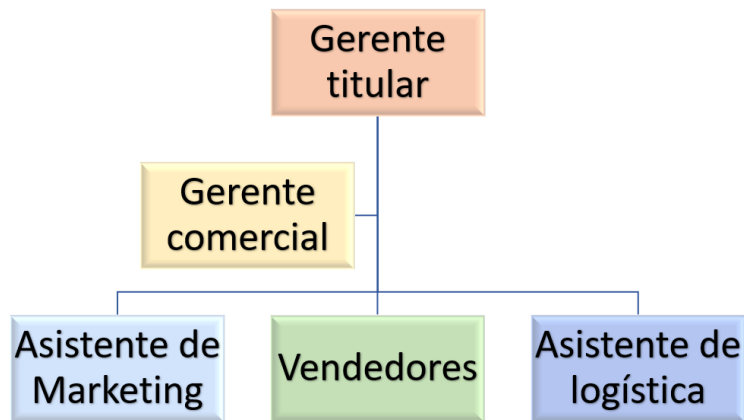 Gerente
titular
Gerente
comercial
Asistente de
Marketing
Vendedores
Asistente de
logística